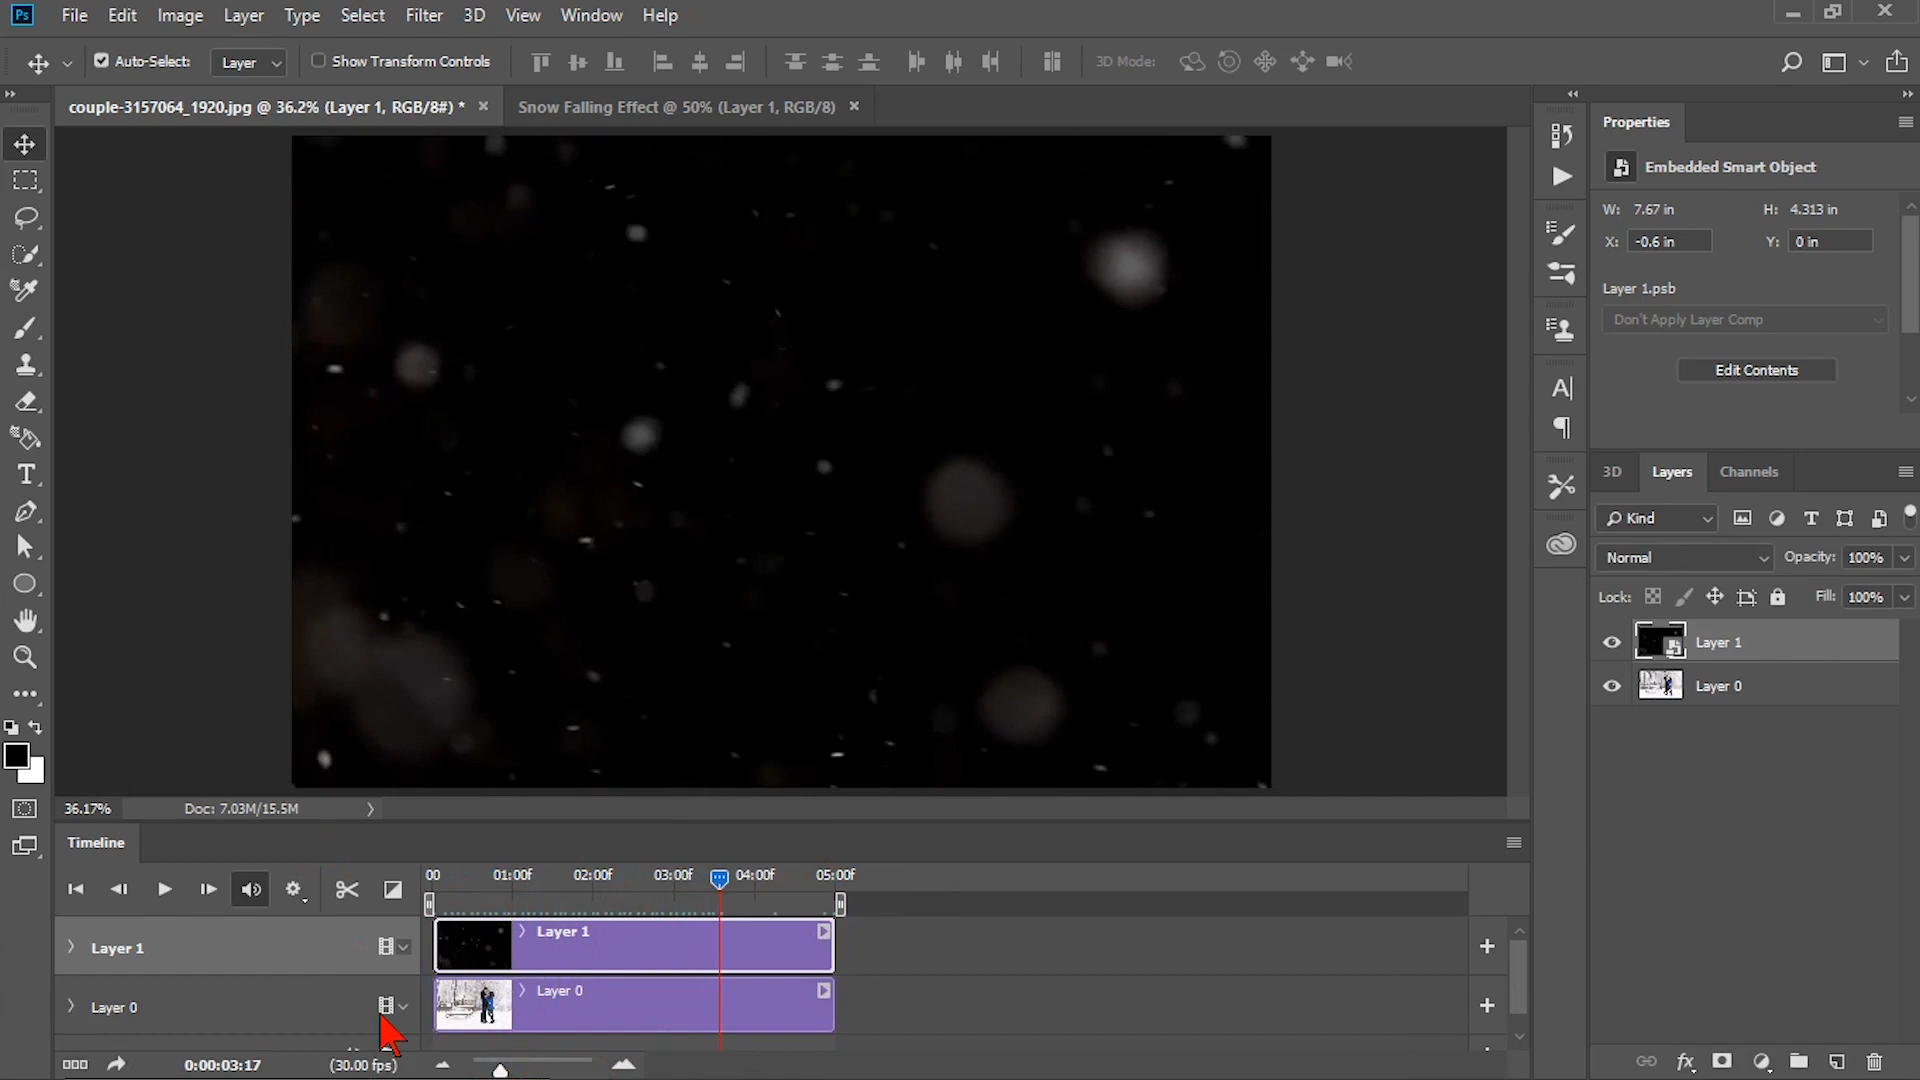 Ps File Edit Image Layer Type Select Filter 3D View Window Help
Auto-Select: Layer Show Transform Controls 3D Mode:
couple-3157064_1920.jpg @ 36.2% (Layer 1, RGB/8#) * × Snow Falling Effect @ 50% (Layer 1, RGB/8) ×
Properties
Embedded Smart Object
W: 7.67 in H: 4.313 in
X: -0.6 in Y: 0 in
Layer 1.psb
Don't Apply Layer Comp
Edit Contents
3D Layers Channels
Kind
Normal Opacity: 100%
Lock: Fill: 100%
Layer 1
Layer 0
36.17% Doc: 7.03M/15.5M
Timeline
00 01:00f 02:00f 03:00f 04:00f 05:00f
Layer 1 Layer 1
Layer 0 Layer 0
0:00:03:17 (30.00 fps)